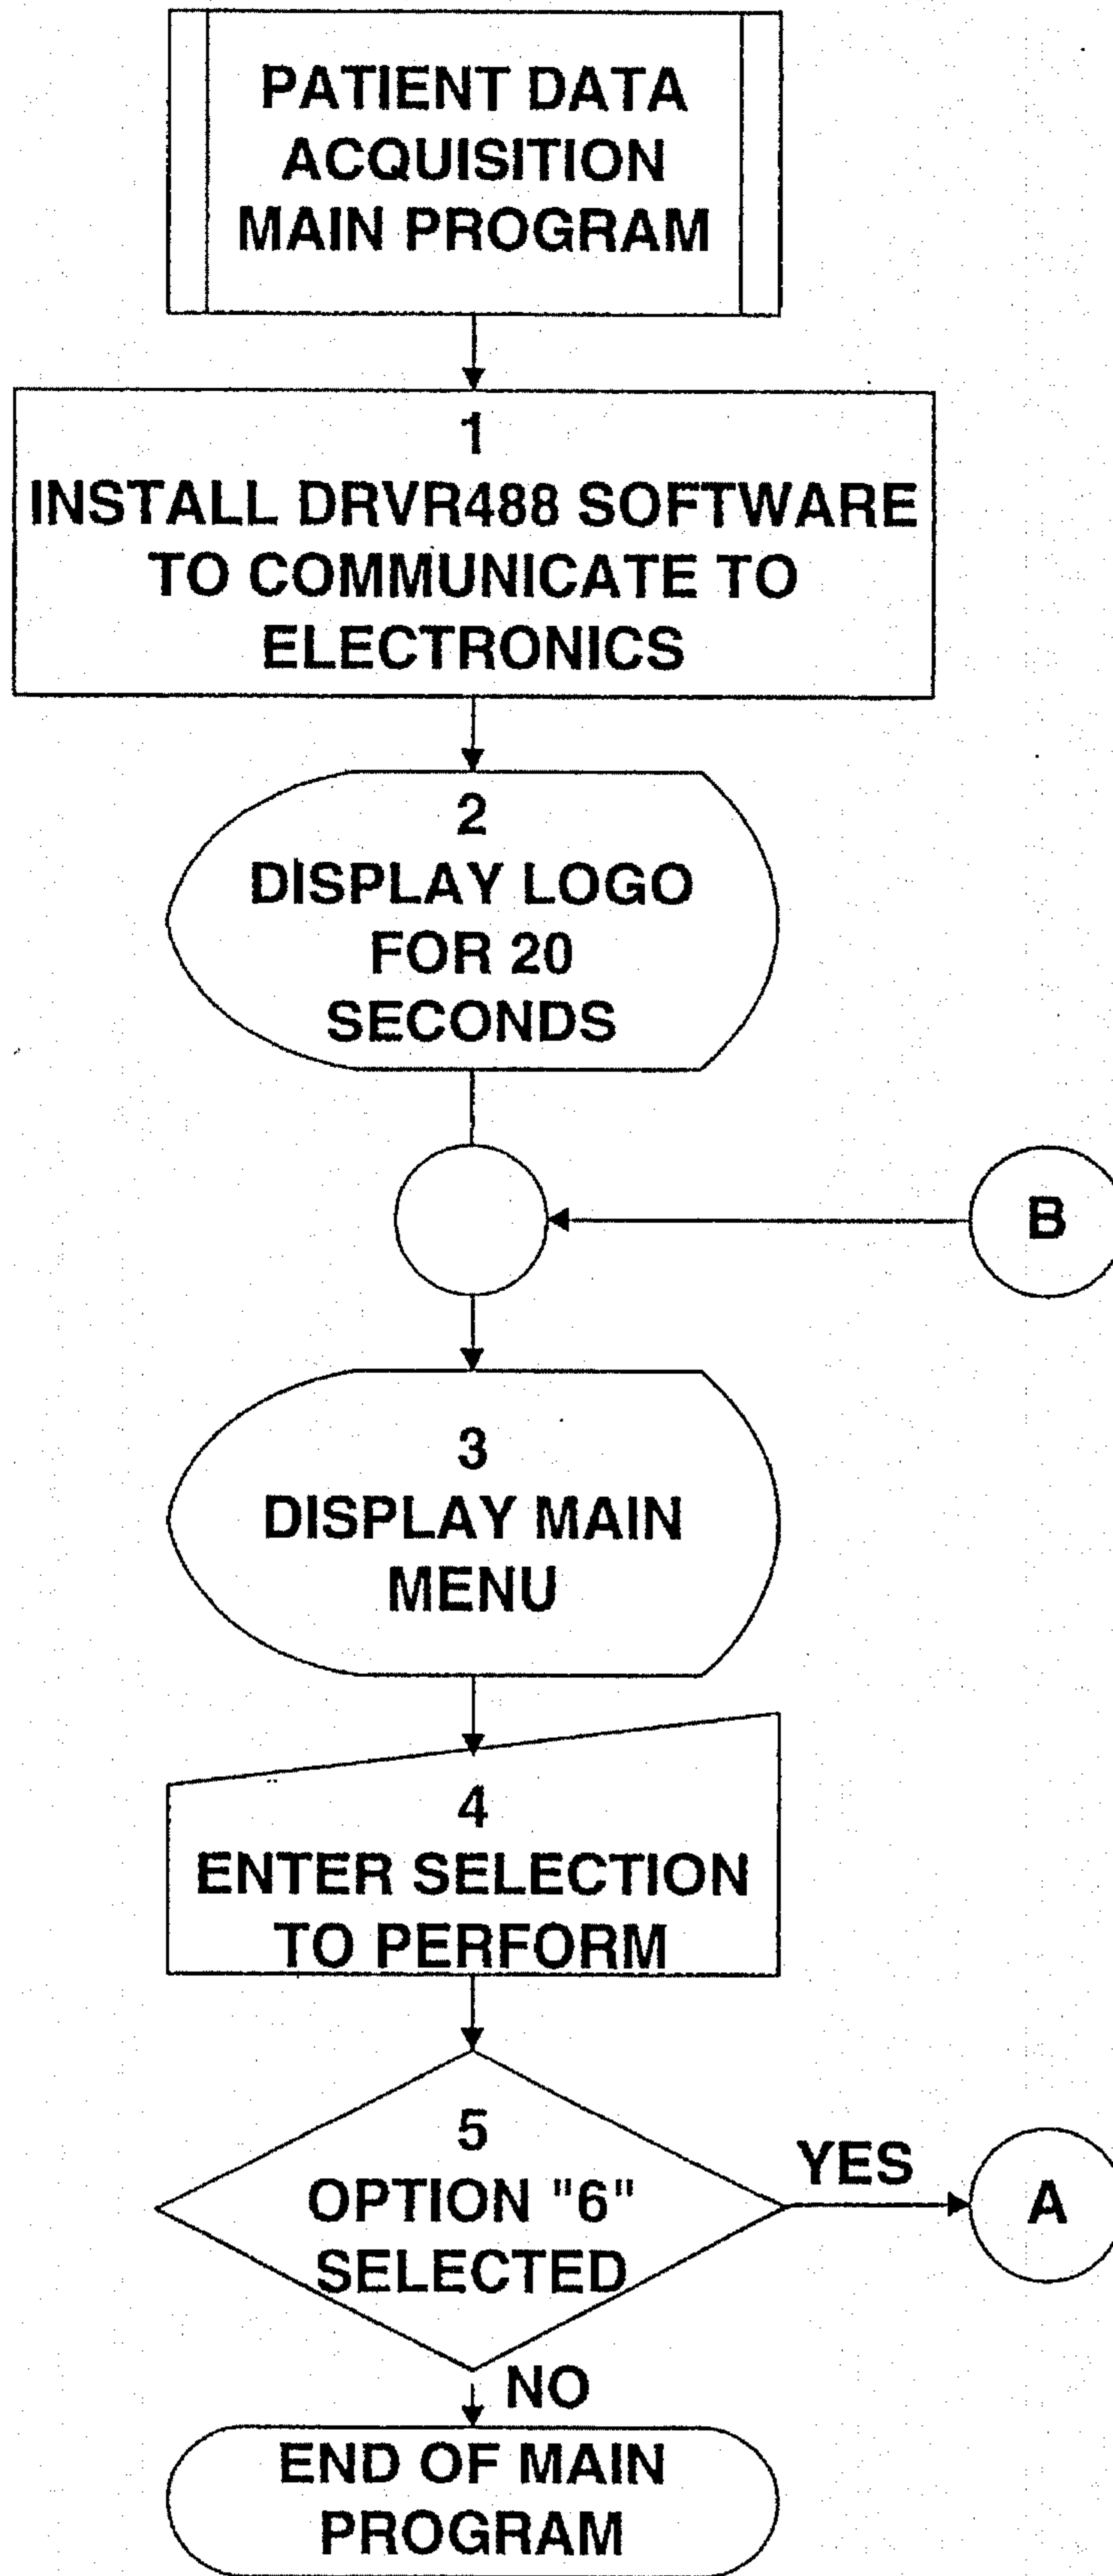 PATIENT DATA
ACQUISITION
MAIN PROGRAM
1
INSTALL DRVR488 SOFTWARE
TO COMMUNICATE TO
ELECTRONICS
2
DISPLAY LOGO
FOR 20
SECONDS
B
3
DISPLAY MAIN
MENU
4
ENTER SELECTION
TO PERFORM
5
OPTION "6"
SELECTED
YES
A
NO
END OF MAIN
PROGRAM